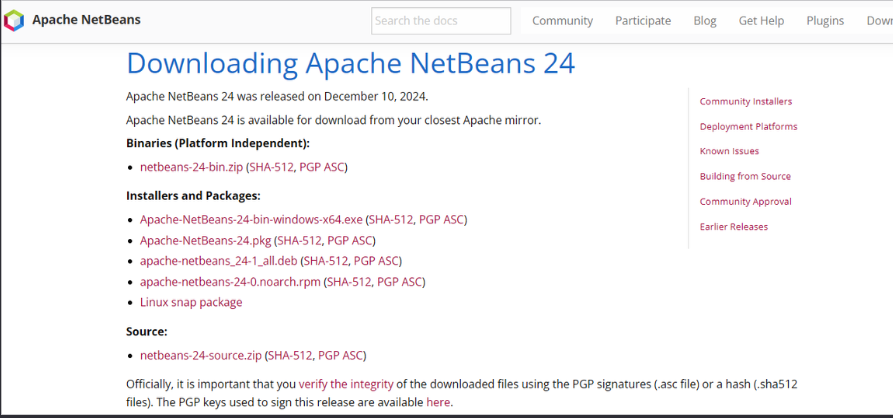 Apache NetBeans
Search the docs
Community Participate Blog Get Help Plugins
Downloading Apache NetBeans 24
Apache NetBeans 24 was released on December 10, 2024.
Apache NetBeans 24 is available for download from your closest Apache mirror.
Binaries (Platform Independent):
• netbeans-24-bin.zip (SHA-512, PGP ASC)
Installers and Packages:
• Apache-NetBeans-24-bin-windows-x64.exe (SHA-512, PGP ASC)
• Apache-NetBeans-24.pkg (SHA-512, PGP ASC)
• apache-netbeans_24-1_all.deb (SHA-512, PGP ASC)
• apache-netbeans-24-0.noarch.rpm (SHA-512, PGP ASC)
• Linux snap package
Source:
• netbeans-24-source.zip (SHA-512, PGP ASC)
Officially, it is important that you verify the integrity of the downloaded files using the PGP signatures (.asc file) or a hash (.sha512
files). The PGP keys used to sign this release are available here.
Community Installers
Deployment Platforms
Known Issues
Building from Source
Community Approval
Earlier Releases